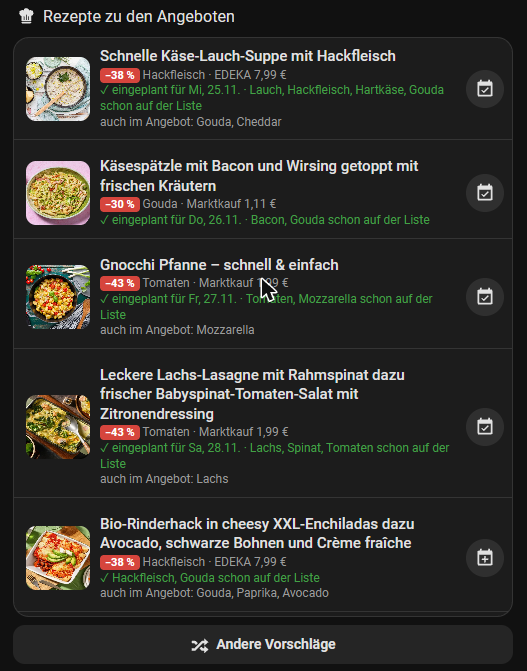 Rezepte zu den Angeboten
Schnelle Käse-Lauch-Suppe mit Hackfleisch
−38 % Hackfleisch · EDEKA 7,99 €
✓ eingeplant für Mi, 25.11. · Lauch, Hackfleisch, Hartkäse, Gouda
schon auf der Liste
auch im Angebot: Gouda, Cheddar
Käsespätzle mit Bacon und Wirsing getoppt mit
frischen Kräutern
−30 % Gouda · Marktkauf 1,11 €
✓ eingeplant für Do, 26.11. · Bacon, Gouda schon auf der Liste
Gnocchi Pfanne – schnell & einfach
−43 % Tomaten · Marktkauf €
✓ eingeplant für Fr, 27.11. · Tomaten, Mozzarella schon auf der
Liste
auch im Angebot: Mozzarella
Leckere Lachs-Lasagne mit Rahmspinat dazu
frischer Babyspinat-Tomaten-Salat mit
Zitronendressing
−43 % Tomaten · Marktkauf 1,99 €
✓ eingeplant für Sa, 28.11. · Lachs, Spinat, Tomaten schon auf der
Liste
auch im Angebot: Lachs
Bio-Rinderhack in cheesy XXL-Enchiladas dazu
Avocado, schwarze Bohnen und Crème fraîche
−38 % Hackfleisch · EDEKA 7,99 €
✓ Hackfleisch, Gouda schon auf der Liste
auch im Angebot: Gouda, Paprika, Avocado
Andere Vorschläge